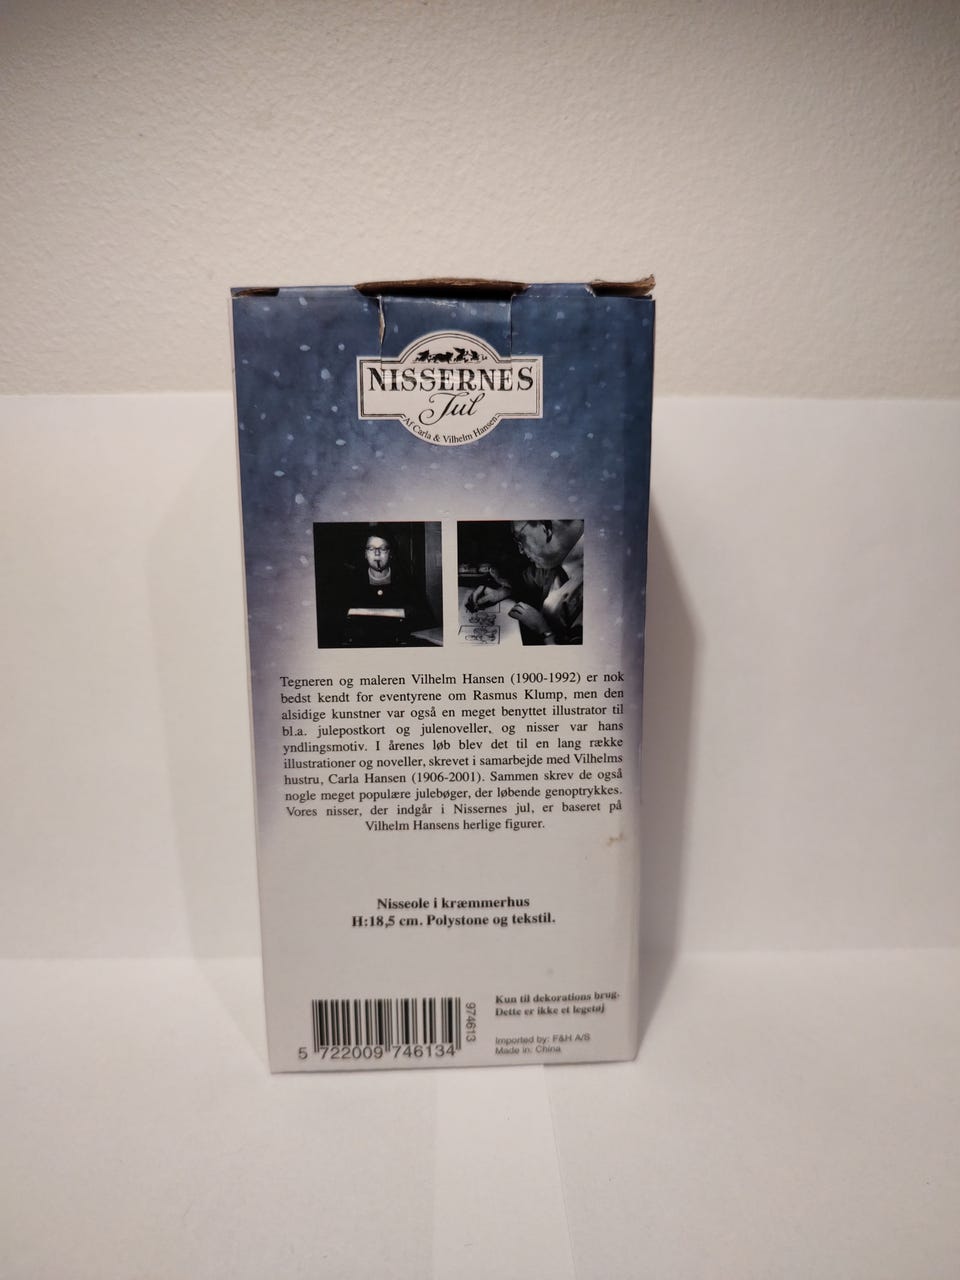 NISSERNES
Jul
Af Carla & Vilhelm Hansen
Tegneren og maleren Vilhelm Hansen (1900-1992) er nok
bedst kendt for eventyrene om Rasmus Klump, men den
alsidige kunstner var også en meget benyttet illustrator til
bl.a. julepostkort og julenoveller, og nisser var hans
yndlingsmotiv. I årenes løb blev det til en lang række
illustrationer og noveller, skrevet i samarbejde med Vilhelms
hustru, Carla Hansen (1906-2001). Sammen skrev de også
nogle meget populære julebøger, der løbende genoptrykkes.
Vores nisser, der indgår i Nissernes jul, er baseret på
Vilhelm Hansens herlige figurer.
Nisseole i kræmmerhus
H:18,5 cm. Polystone og tekstil.
974613
5 722009 746134
Kun til dekorations brug.
Dette er ikke et legetøj
Imported by: F&H A/S
Made in: China